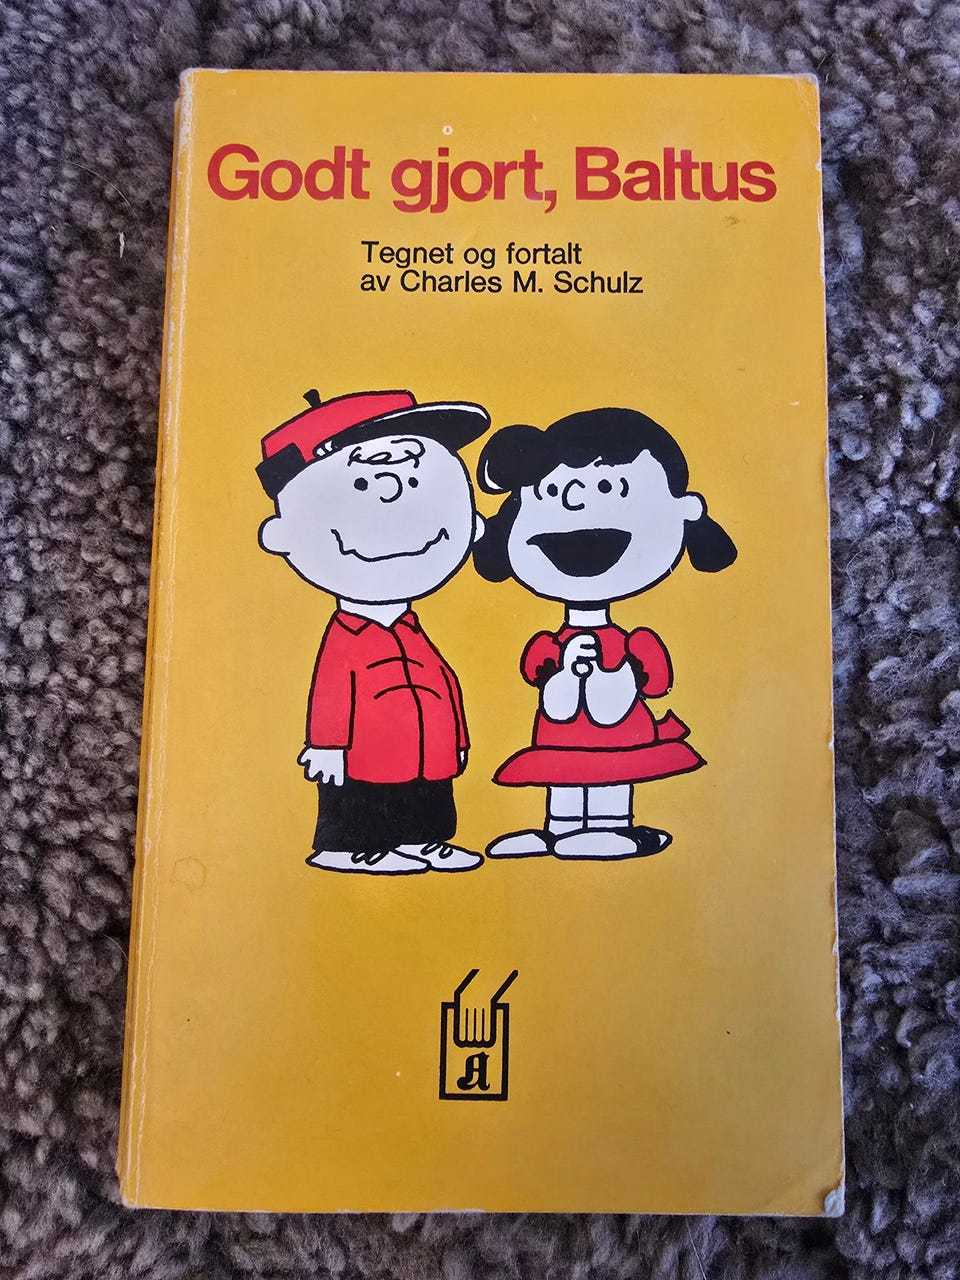 Godt gjort, Baltus
Tegnet og fortalt
av Charles M. Schulz
A